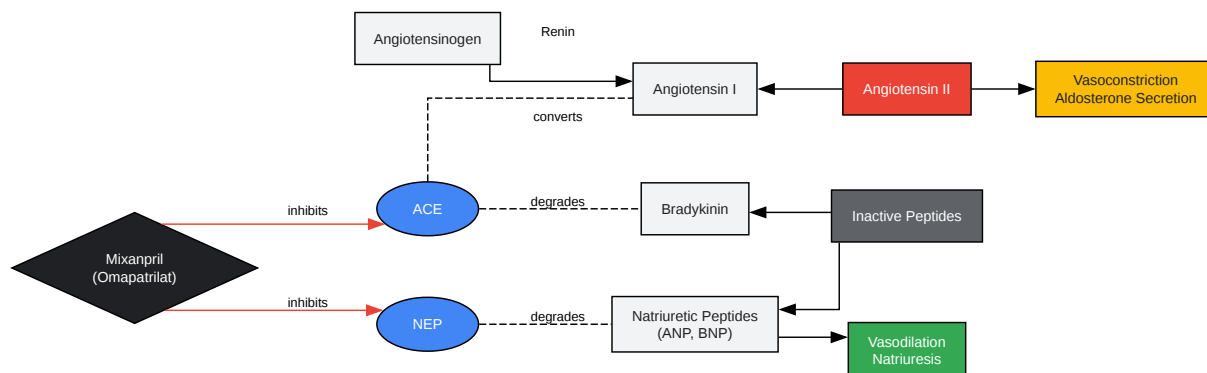 Angiotensinogen
Renin
Angiotensin I
Angiotensin II
Vasoconstriction
Aldosterone Secretion
converts
inhibits
ACE
degrades
Bradykinin
Inactive Peptides
Mixanpril
(Omapatrilat)
inhibits
NEP
degrades
Natriuretic Peptides
(ANP, BNP)
Vasodilation
Natriuresis